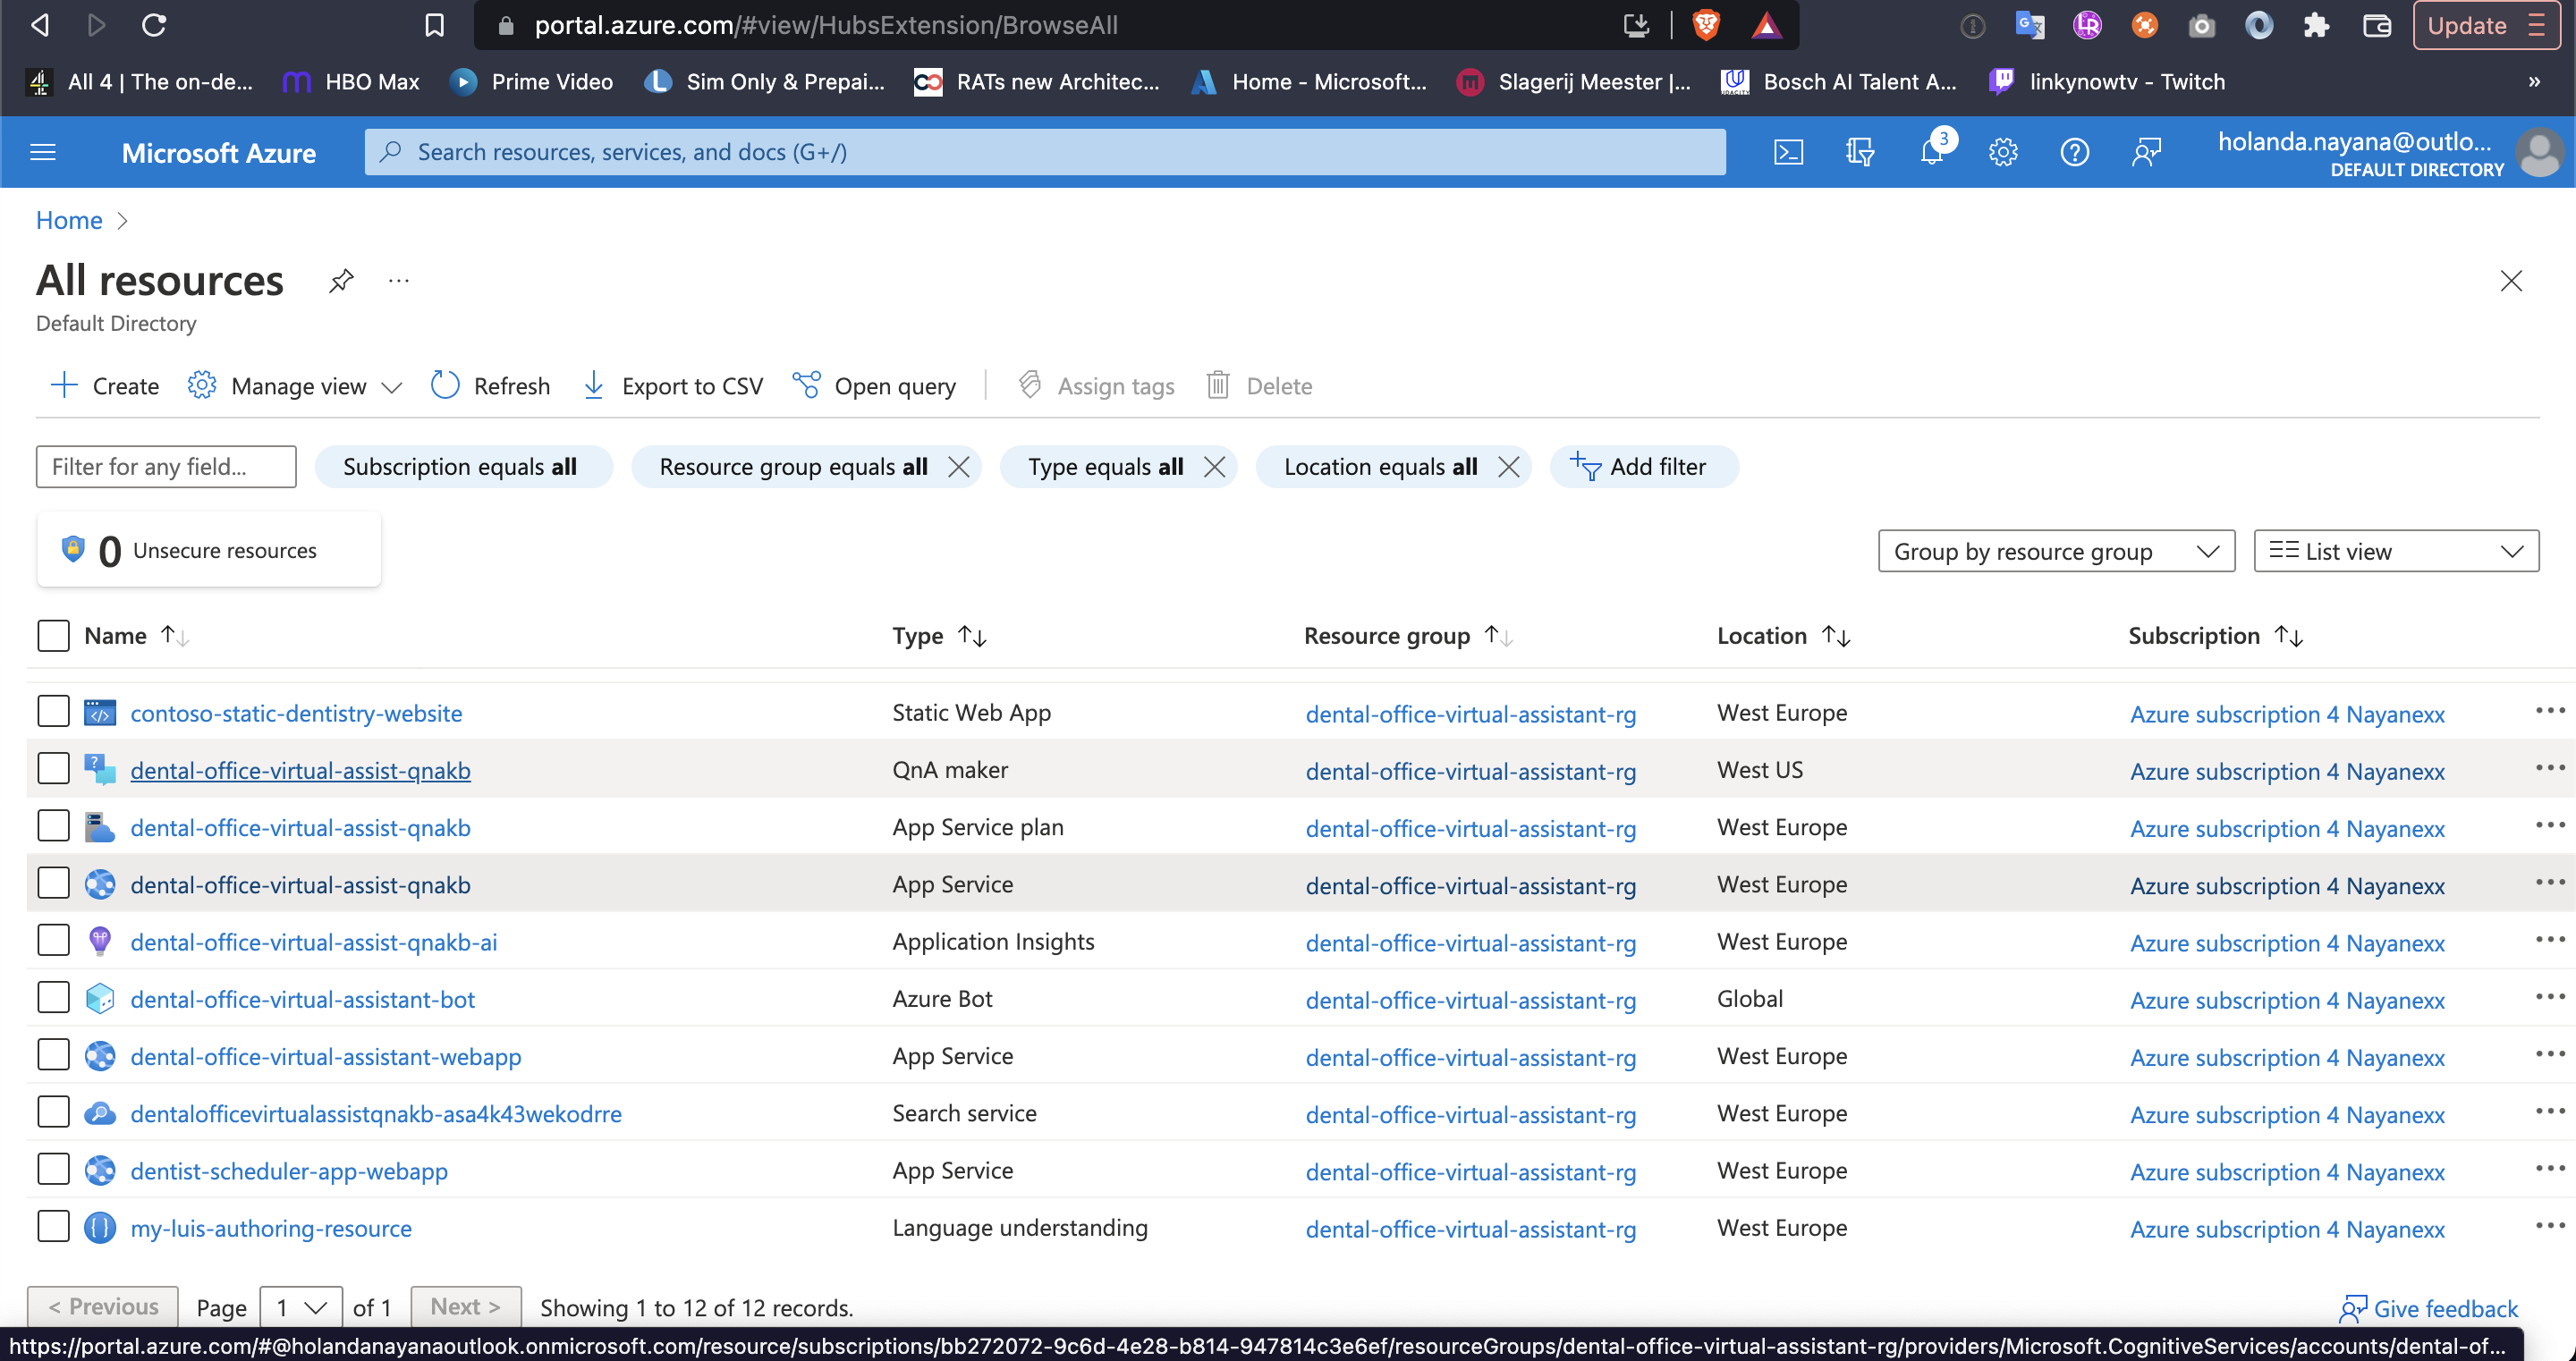 portal.azure.com/#view/HubsExtension/BrowseAll
Update
All 4 | The on-de... HBO Max Prime Video Sim Only & Prepai... RATs new Architec... Home - Microsoft... Slagerij Meester |... Bosch AI Talent A... linkynowtv - Twitch »
Microsoft Azure
Search resources, services, and docs (G+/)
3
holanda.nayana@outlo...
DEFAULT DIRECTORY
Home >
All resources ...
Default Directory
Create Manage view Refresh Export to CSV Open query Assign tags Delete
Filter for any field... Subscription equals all Resource group equals all Type equals all Location equals all Add filter
0 Unsecure resources
Group by resource group List view
Name Type Resource group Location Subscription
contoso-static-dentistry-website Static Web App dental-office-virtual-assistant-rg West Europe Azure subscription 4 Nayanexx
dental-office-virtual-assist-qnakb QnA maker dental-office-virtual-assistant-rg West US Azure subscription 4 Nayanexx
dental-office-virtual-assist-qnakb App Service plan dental-office-virtual-assistant-rg West Europe Azure subscription 4 Nayanexx
dental-office-virtual-assist-qnakb App Service dental-office-virtual-assistant-rg West Europe Azure subscription 4 Nayanexx
dental-office-virtual-assist-qnakb-ai Application Insights dental-office-virtual-assistant-rg West Europe Azure subscription 4 Nayanexx
dental-office-virtual-assistant-bot Azure Bot dental-office-virtual-assistant-rg Global Azure subscription 4 Nayanexx
dental-office-virtual-assistant-webapp App Service dental-office-virtual-assistant-rg West Europe Azure subscription 4 Nayanexx
dentalofficevirtualassistqnakb-asa4k43wekodrre Search service dental-office-virtual-assistant-rg West Europe Azure subscription 4 Nayanexx
dentist-scheduler-app-webapp App Service dental-office-virtual-assistant-rg West Europe Azure subscription 4 Nayanexx
my-luis-authoring-resource Language understanding dental-office-virtual-assistant-rg West Europe Azure subscription 4 Nayanexx
< Previous Page 1 of 1 Next > Showing 1 to 12 of 12 records. Give feedback
https://portal.azure.com/#@holandanayanaoutlook.onmicrosoft.com/resource/subscriptions/bb272072-9c6d-4e28-b814-947814c3e6ef/resourceGroups/dental-office-virtual-assistant-rg/providers/Microsoft.CognitiveServices/accounts/dental-of...